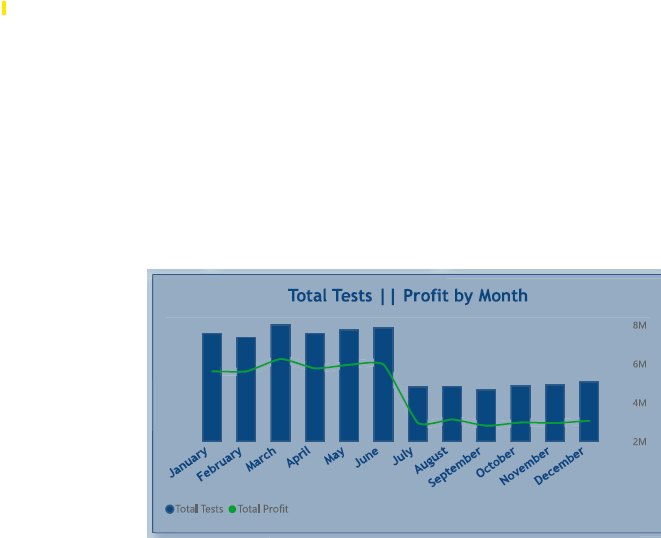 Total Tests || Profit by Month
8M
6M
4M
2M
January February March April May June July August September October November December
Total Tests Total Profit